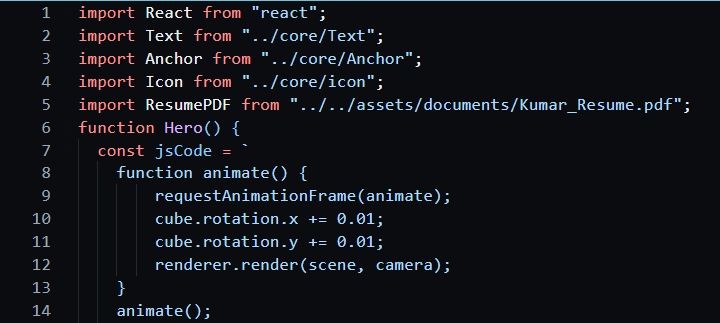 1 import React from "react";
2 import Text from "../core/Text";
3 import Anchor from "../core/Anchor";
4 import Icon from "../core/icon";
5 import ResumePDF from "../../assets/documents/Kumar_Resume.pdf";
6 function Hero() {
7   const jsCode = `
8     function animate() {
9         requestAnimationFrame(animate);
10         cube.rotation.x += 0.01;
11         cube.rotation.y += 0.01;
12         renderer.render(scene, camera);
13     }
14     animate();